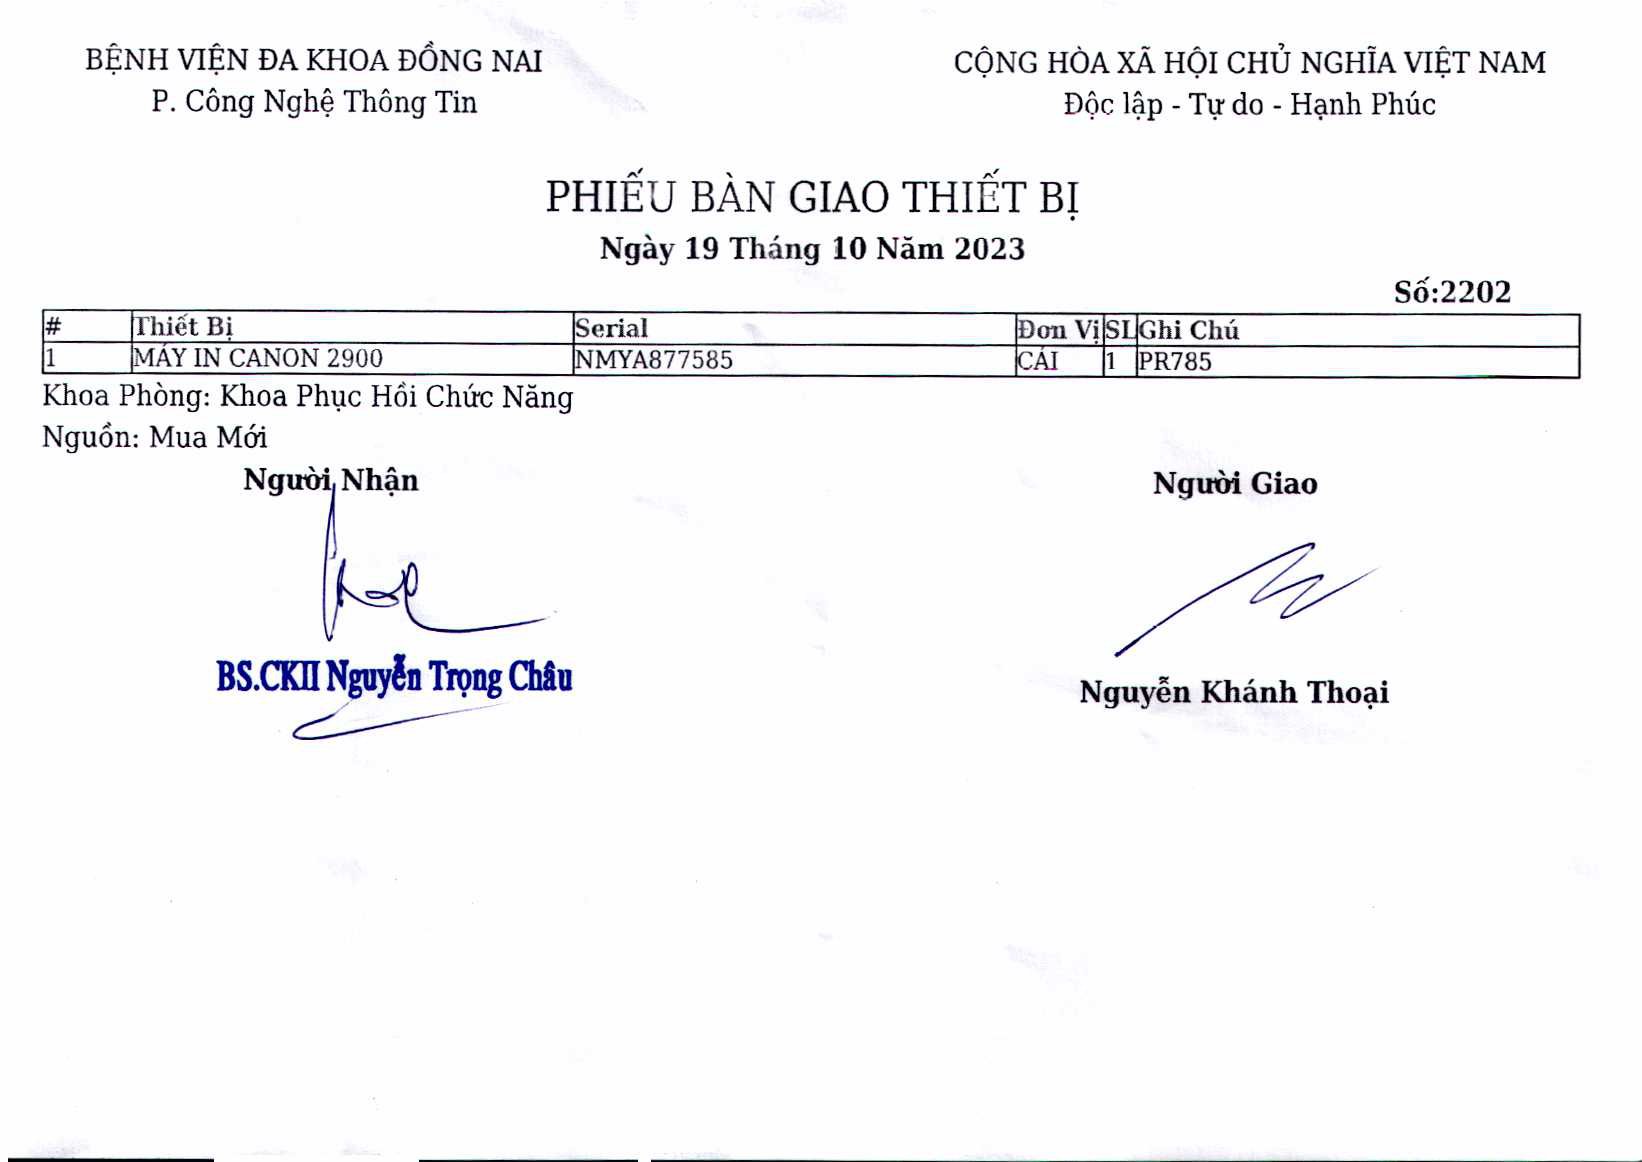 BỆNH VIỆN ĐA KHOA ĐỒNG NAI
P. Công Nghệ Thông Tin
CỘNG HÒA XÃ HỘI CHỦ NGHĨA VIỆT NAM
Độc lập - Tự do - Hạnh Phúc
PHIẾU BÀN GIAO THIẾT BỊ
Ngày 19 Tháng 10 Năm 2023
Số:2202
# Thiết Bị Serial Đơn Vị SL Ghi Chú
1 MÁY IN CANON 2900 NMYA877585 CÁI 1 PR785
Khoa Phòng: Khoa Phục Hồi Chức Năng
Nguồn: Mua Mới
Người Nhận
Người Giao
BS.CKII Nguyễn Trọng Châu
Nguyễn Khánh Thoại